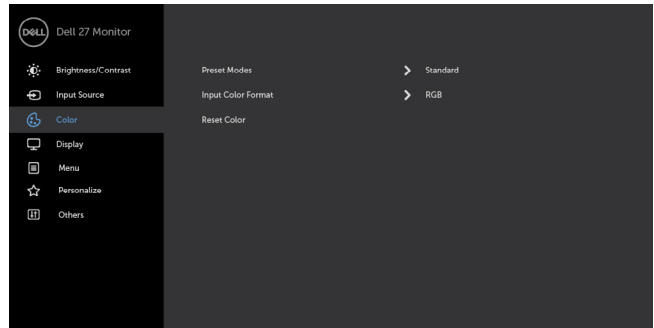 DELL Dell 27 Monitor
Brightness/Contrast Preset Modes Standard
Input Source Input Color Format RGB
Color Reset Color
Display
Menu
Personalize
Others